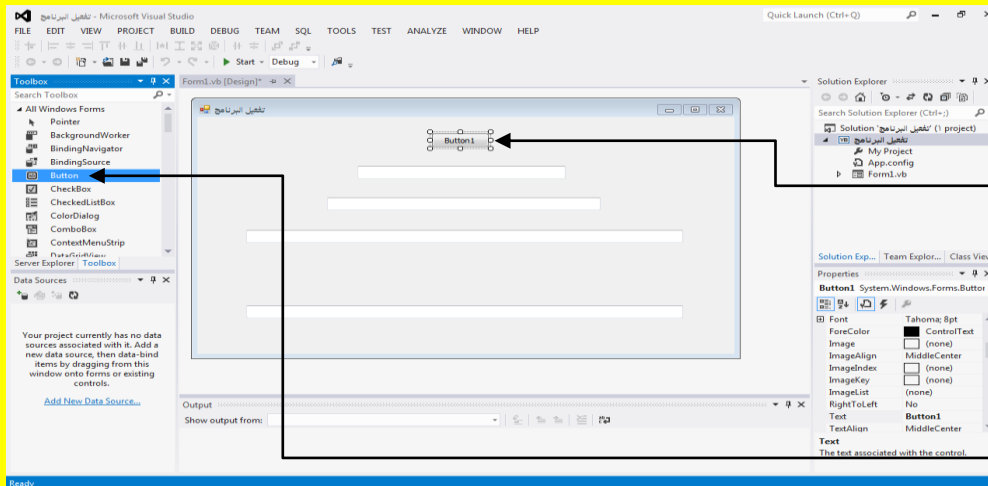 تفعيل البرنامج - Microsoft Visual Studio
Quick Launch (Ctrl+Q)
FILE EDIT VIEW PROJECT BUILD DEBUG TEAM SQL TOOLS TEST ANALYZE WINDOW HELP
Start Debug
Toolbox
Search Toolbox
All Windows Forms
Pointer
BackgroundWorker
BindingNavigator
BindingSource
Button
CheckBox
CheckedListBox
ColorDialog
ComboBox
ContextMenuStrip
DataGridView
Server Explorer Toolbox
Data Sources
Your project currently has no data
sources associated with it. Add a
new data source, then data-bind
items by dragging from this
window onto forms or existing
controls.
Add New Data Source...
Form1.vb [Design]*
تفعيل البرنامج
Button1
Output
Show output from:
Solution Explorer
Search Solution Explorer (Ctrl+;)
Solution 'تفعيل البرنامج' (١ project)
تفعيل البرنامج
My Project
App.config
Form1.vb
Solution Exp... Team Explor... Class View
Properties
Button1 System.Windows.Forms.Button
Font Tahoma; 8pt
ForeColor ControlText
Image (none)
ImageAlign MiddleCenter
ImageIndex (none)
ImageKey (none)
ImageList (none)
RightToLeft No
Text Button1
TextAlign MiddleCenter
Text
The text associated with the control.
Ready